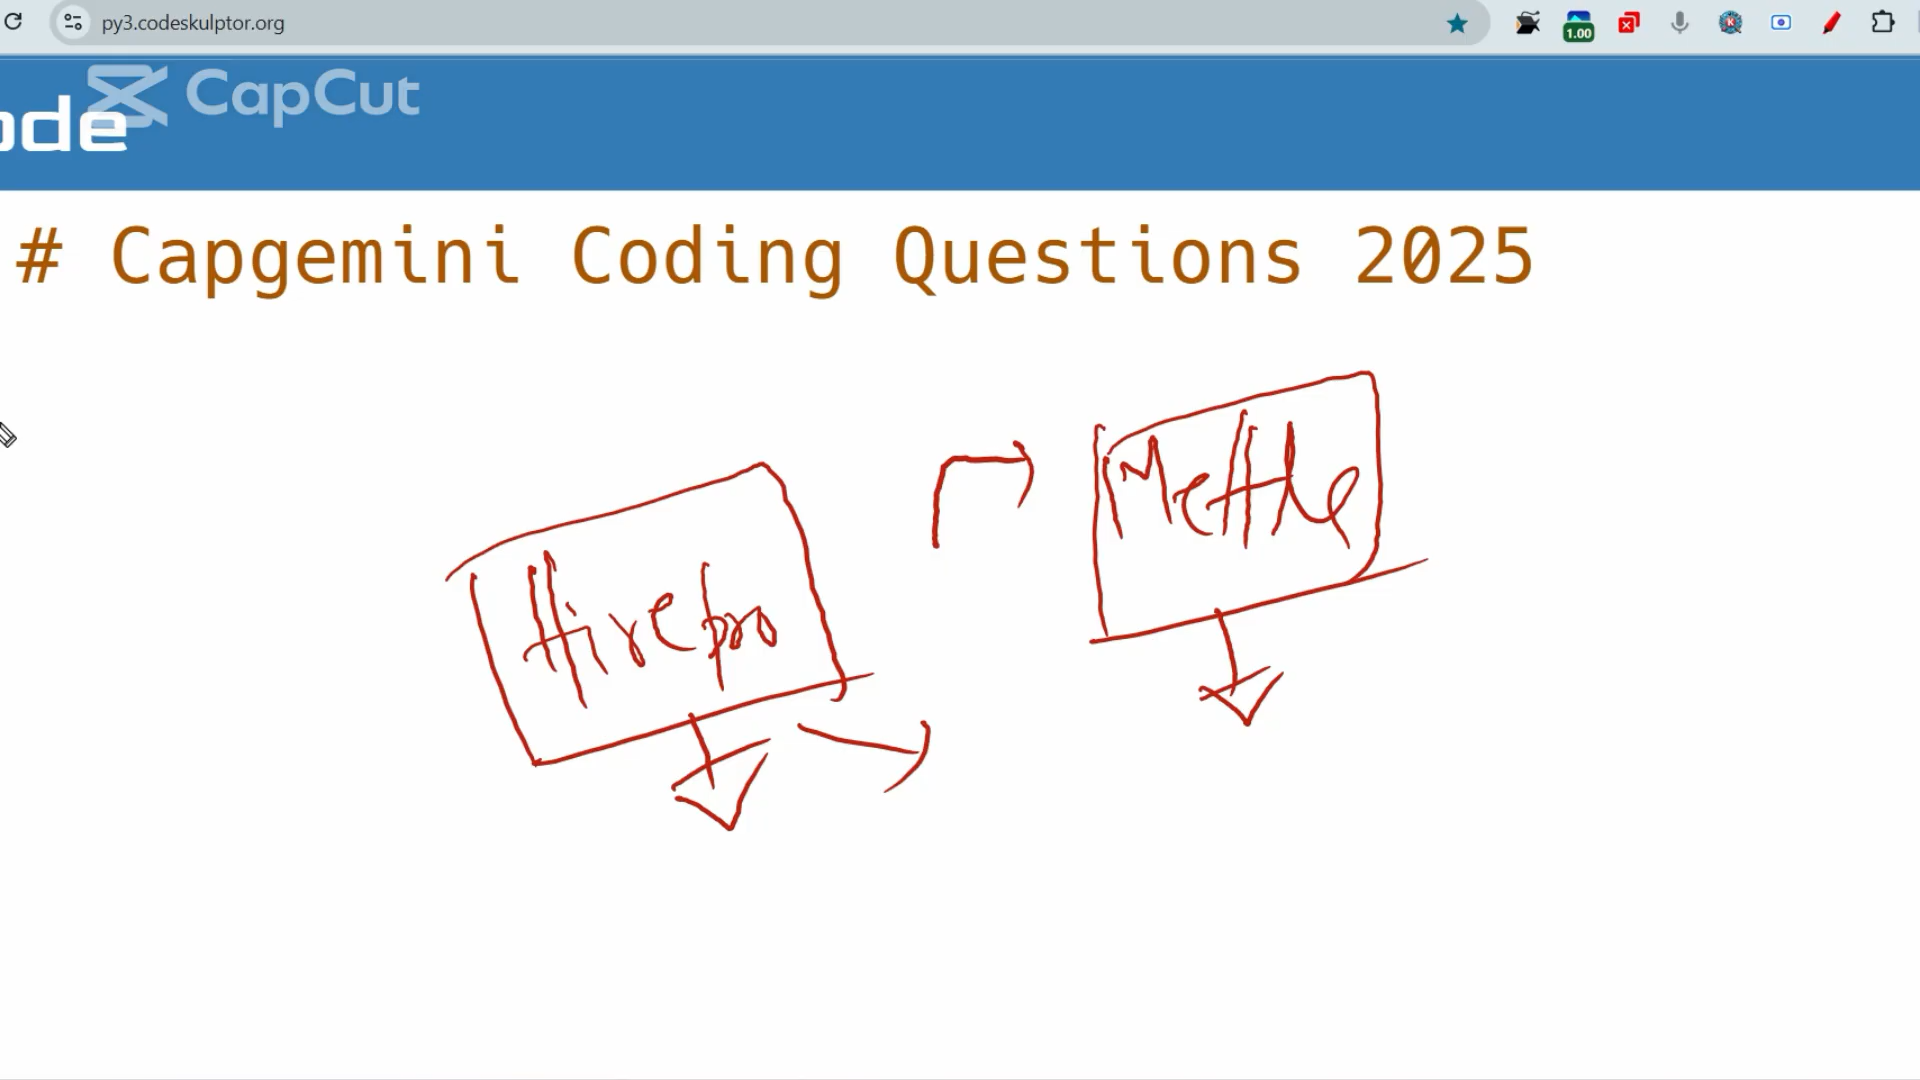 py3.codeskulptor.org
1.00
ode
CapCut
# Capgemini Coding Questions 2025
Mettle
Hirepro